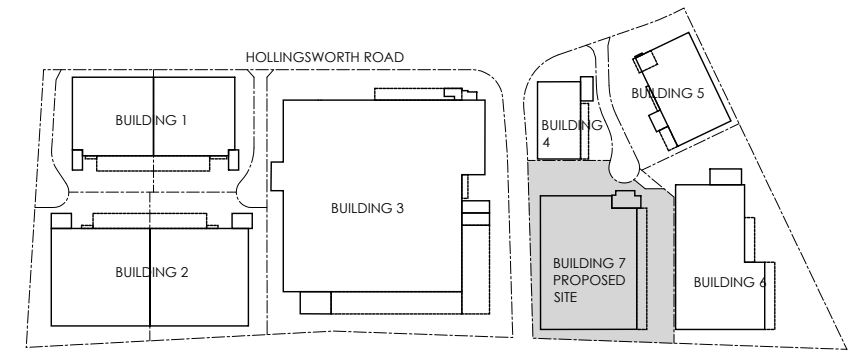 HOLLINGSWORTH ROAD
BUILDING 1
BUILDING 2
BUILDING 3
BUILDING
4
BUILDING 5
BUILDING 7
PROPOSED
SITE
BUILDING 6